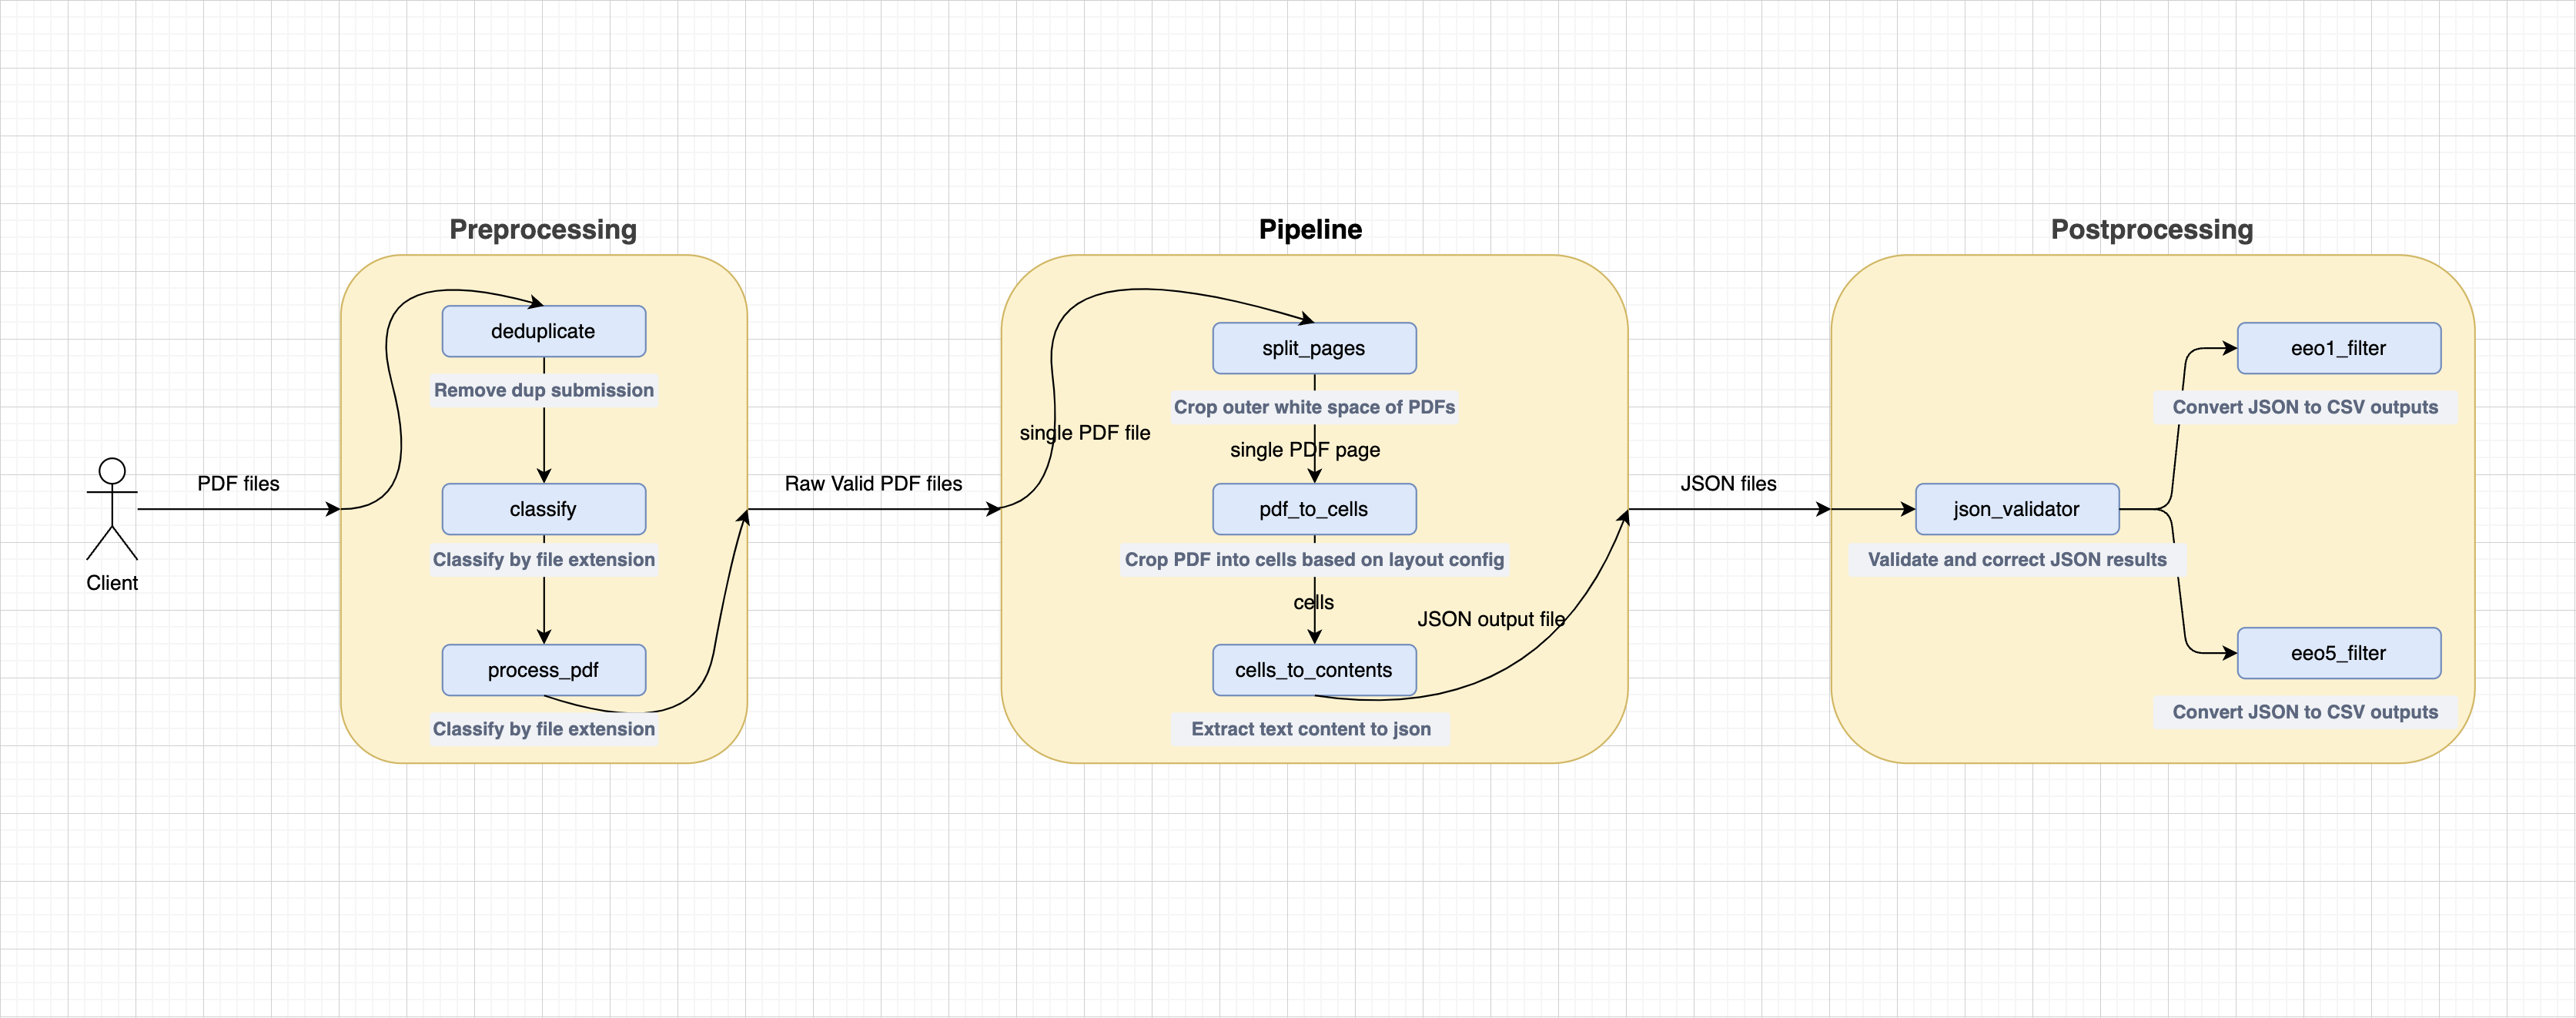 Preprocessing
Pipeline
Postprocessing
deduplicate
Remove dup submission
classify
Classify by file extension
process_pdf
Classify by file extension
PDF files
Client
Raw Valid PDF files
single PDF file
split_pages
Crop outer white space of PDFs
single PDF page
pdf_to_cells
Crop PDF into cells based on layout config
cells
cells_to_contents
JSON output file
Extract text content to json
JSON files
json_validator
Validate and correct JSON results
eeo1_filter
Convert JSON to CSV outputs
eeo5_filter
Convert JSON to CSV outputs